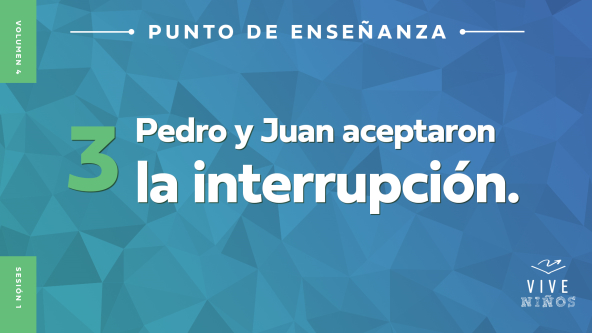 VOLUMEN 4
PUNTO DE ENSEÑANZA
3
Pedro y Juan aceptaron
la interrupción.
SESIÓN 1
VIVE
NIÑOS